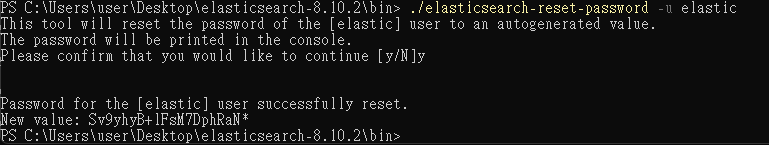 PS C:\Users\user\Desktop\elasticsearch-8.10.2\bin> ./elasticsearch-reset-password -u elastic
This tool will reset the password of the [elastic] user to an autogenerated value.
The password will be printed in the console.
Please confirm that you would like to continue [y/N]y
Password for the [elastic] user successfully reset.
New value: Sv9yhyB+lFsM7DphRaN*
PS C:\Users\user\Desktop\elasticsearch-8.10.2\bin>